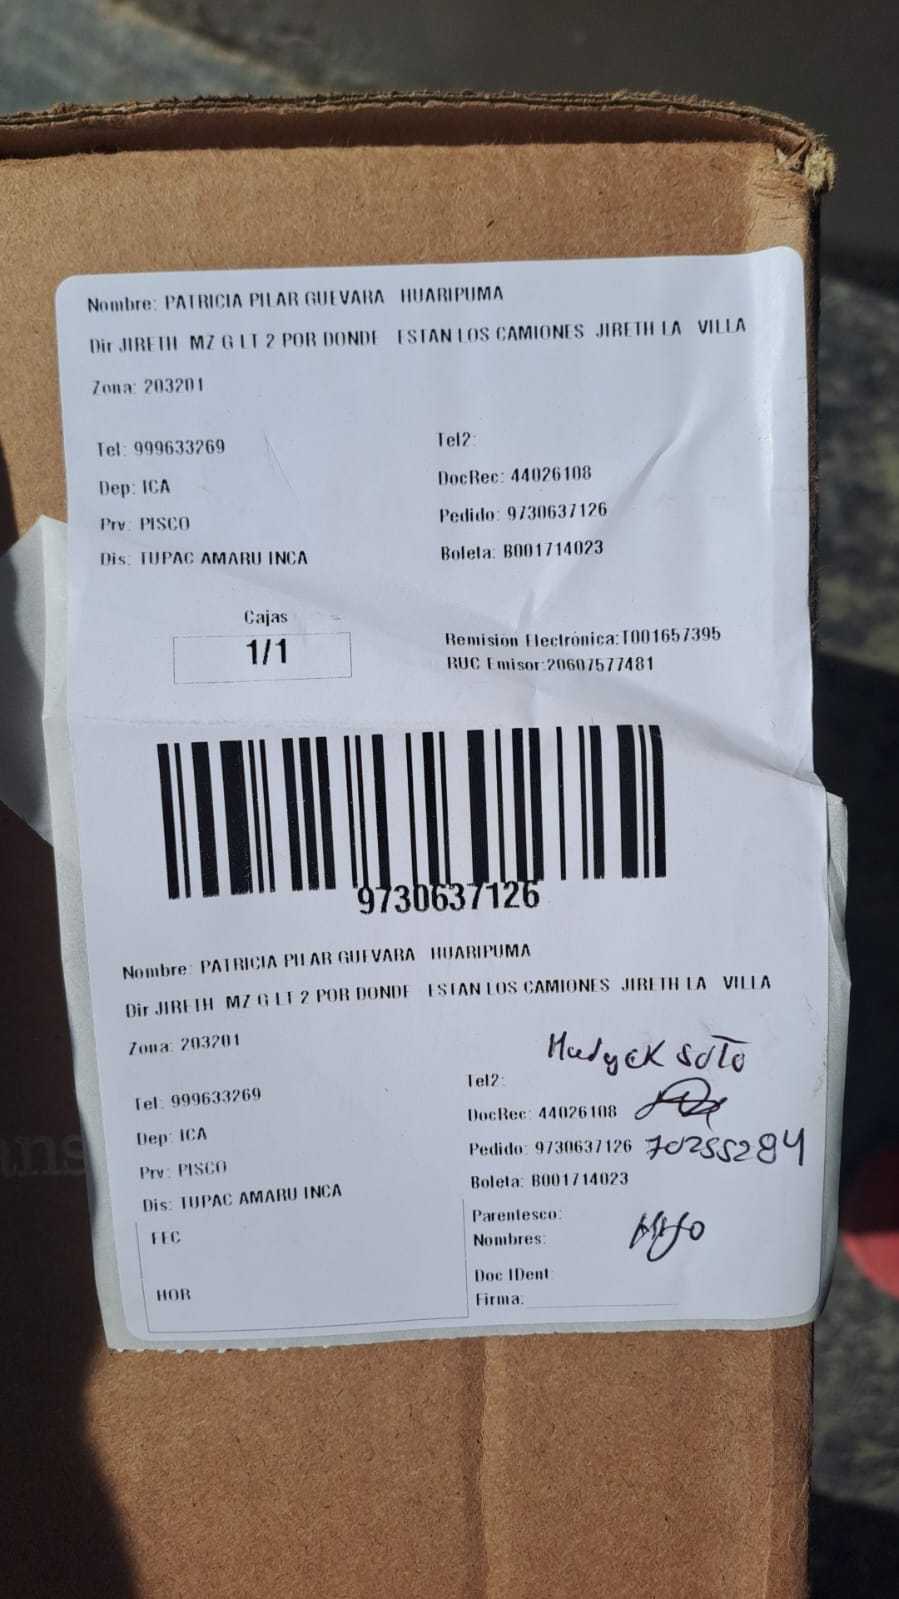 Nombre: PATRICIA PILAR GUEVARA HUARIPUMA
Dir JIRETH MZ G LT 2 POR DONDE ESTAN LOS CAMIONES JIRETH LA VILLA
Zona: 203201
Tel: 999633269
Tel2:
Dep: ICA
DocRec: 44026108
Prv: PISCO
Pedido: 9730637126
Dis: TUPAC AMARU INCA
Boleta: B001714023
Cajas
1/1
Remision Electrónica:T001657395
RUC Emisor:20607577481
9730637126
Nombre: PATRICIA PILAR GUEVARA HUARIPUMA
Dir JIRETH MZ G LT 2 POR DONDE ESTAN LOS CAMIONES JIRETH LA VILLA
Zona: 203201
soto
Tel: 999633269
Tel2:
Dep: ICA
DocRec: 44026108
Prv: PISCO
Pedido: 9730637126 70255284
Dis: TUPAC AMARU INCA
Boleta: B001714023
FEC
Parentesco:
Nombres:
HOR
Doc IDent:
Firma: